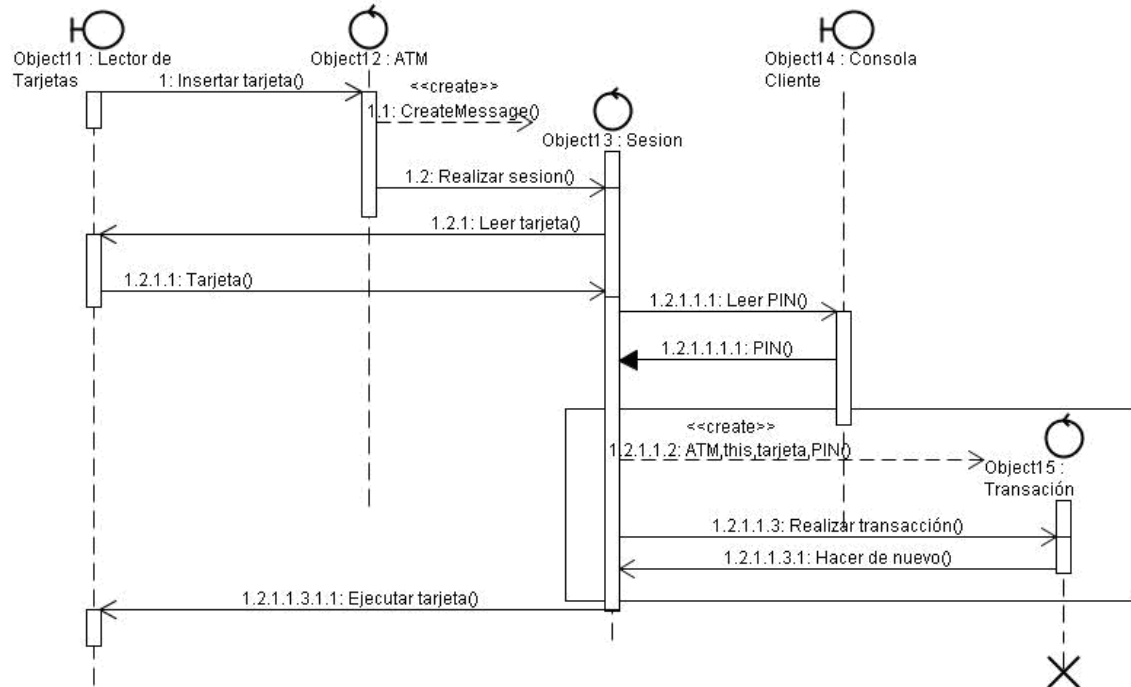 Object11 : Lector de
Tarjetas
Object12 : ATM
Object14 : Consola
Cliente
1: Insertar tarjeta()
<<create>>
1.1: CreateMessage()
Object13 : Sesion
1.2: Realizar sesion()
1.2.1: Leer tarjeta()
1.2.1.1: Tarjeta()
1.2.1.1.1: Leer PIN()
1.2.1.1.1.1: PIN()
<<create>>
1.2.1.1.2: ATM,this,tarjeta,PIN()
Object15 :
Transación
1.2.1.1.3: Realizar transacción()
1.2.1.1.3.1: Hacer de nuevo()
1.2.1.1.3.1.1: Ejecutar tarjeta()